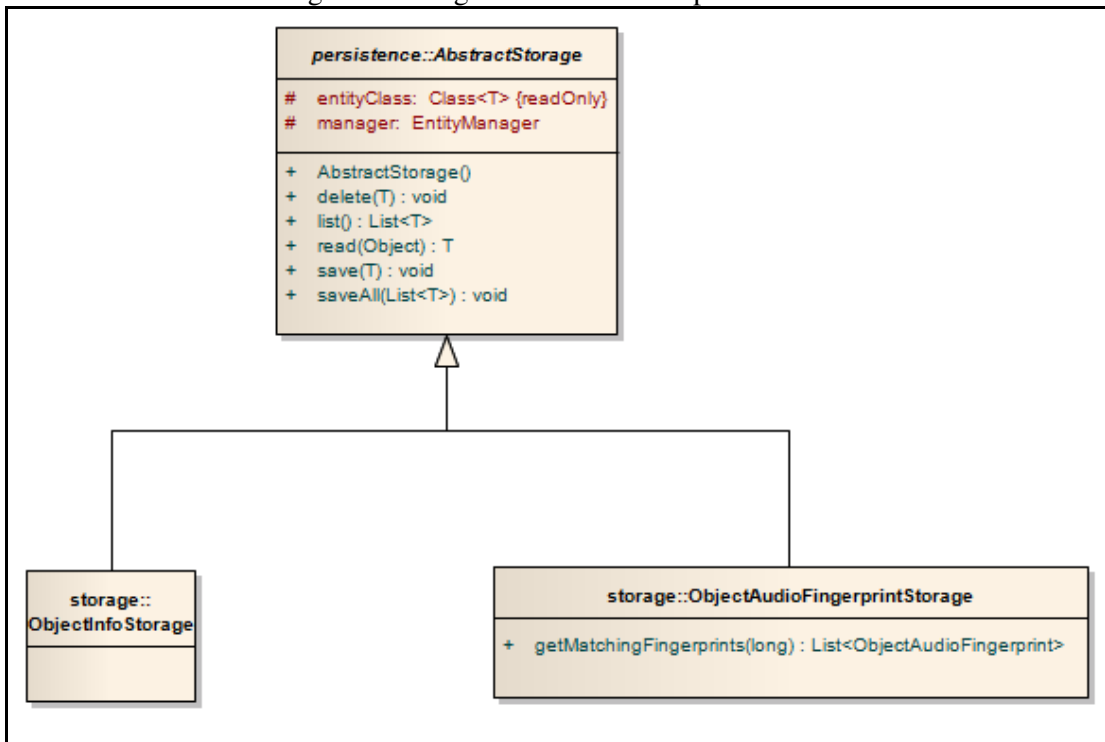 persistence::AbstractStorage
# entityClass: Class<T> {readOnly}
# manager: EntityManager
+ AbstractStorage()
+ delete(T) : void
+ list() : List<T>
+ read(Object) : T
+ save(T) : void
+ saveAll(List<T>) : void
storage::
ObjectInfoStorage
storage::ObjectAudioFingerprintStorage
+ getMatchingFingerprints(long) : List<ObjectAudioFingerprint>